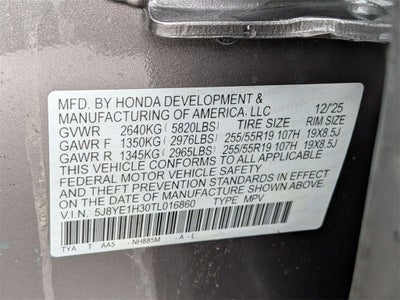 MFD. BY HONDA DEVELOPMENT &
MANUFACTURING OF AMERICA, LLC 12/25
GVWR 2640KG (5820LBS) TIRE SIZE RIM SIZE
GAWR F 1350KG (2976LBS) 255/55R19 107H 19X8.5J
GAWR R 1345KG (2965LBS) 255/55R19 107H 19X8.5J
THIS VEHICLE CONFORMS TO ALL APPLICABLE
FEDERAL MOTOR VEHICLE SAFETY
AND THEFT PREVENTION STANDARDS IN EFFECT
ON THE DATE OF MANUFACTURE SHOWN ABOVE.
V.I.N.: 5J8YE1H30TL016860 TYPE: MPV
TYA T AA5 -NH885M -A-L